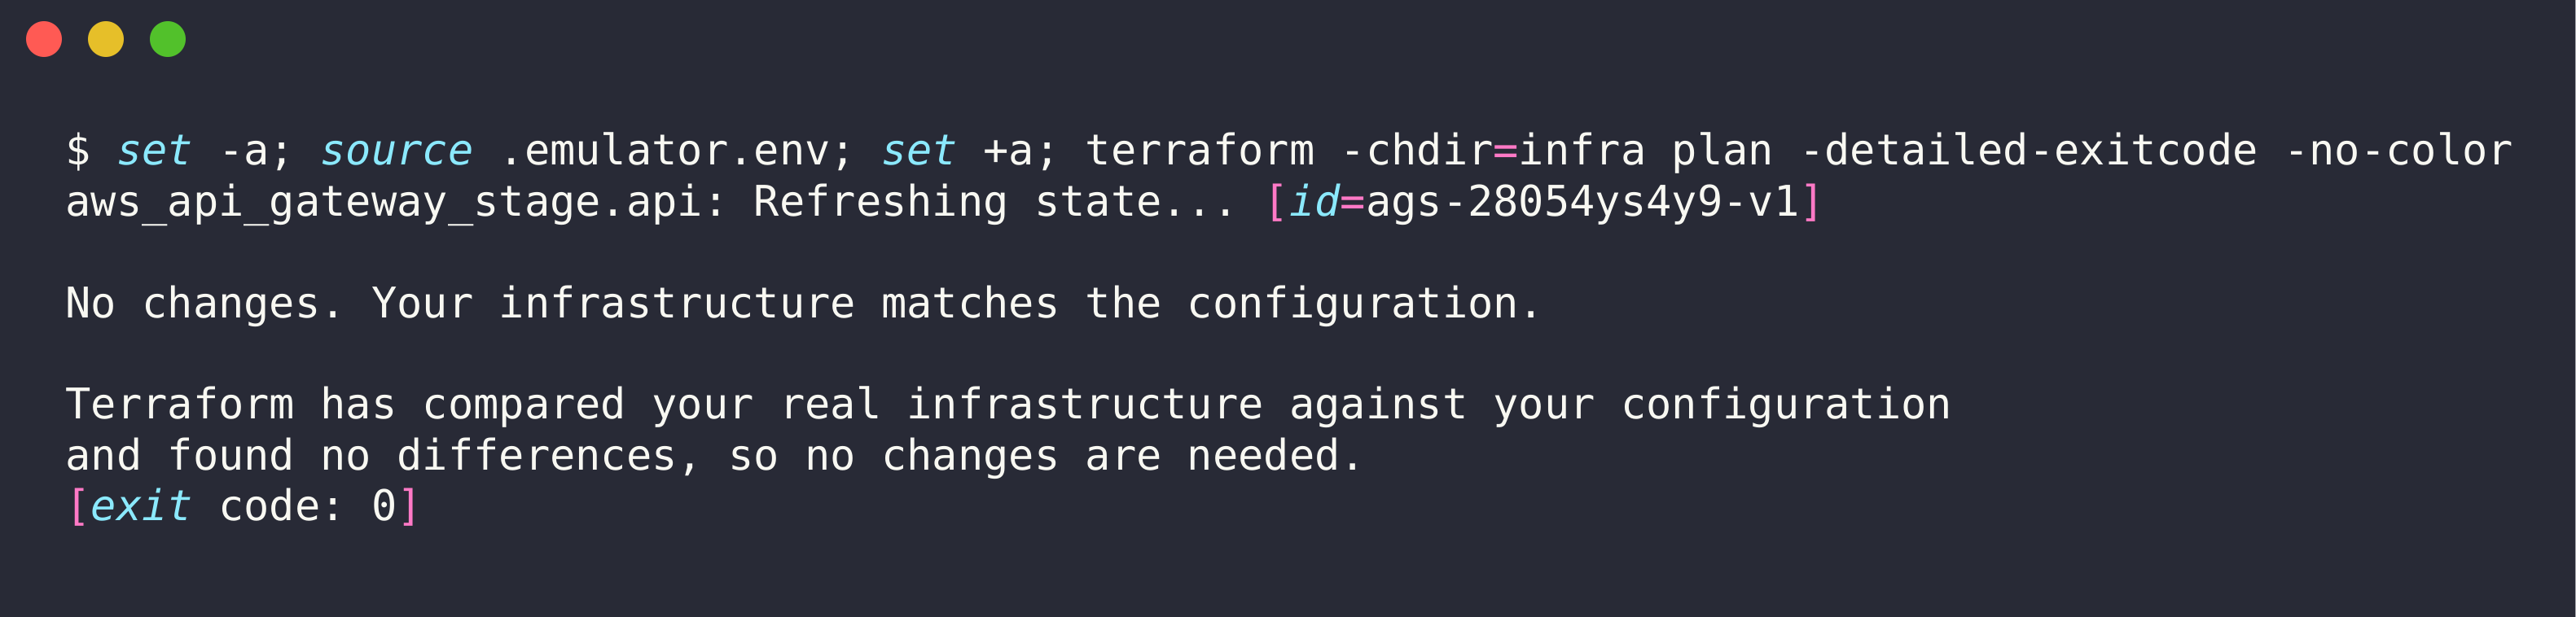 $ set -a; source .emulator.env; set +a; terraform -chdir=infra plan -detailed-exitcode -no-color
aws_api_gateway_stage.api: Refreshing state... [id=ags-28054ys4y9-v1]
No changes. Your infrastructure matches the configuration.
Terraform has compared your real infrastructure against your configuration
and found no differences, so no changes are needed.
[exit code: 0]